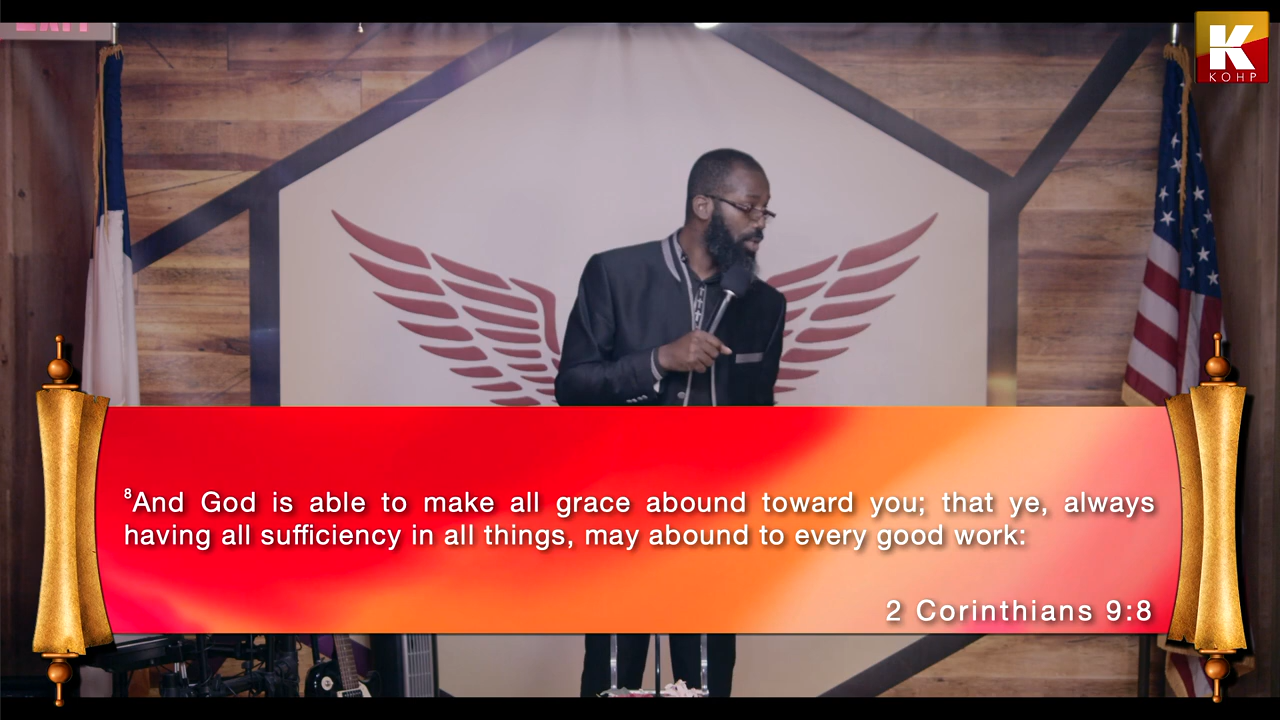 EXIT
K
KOHP
⁸And God is able to make all grace abound toward you; that ye, always
having all sufficiency in all things, may abound to every good work:
2 Corinthians 9:8